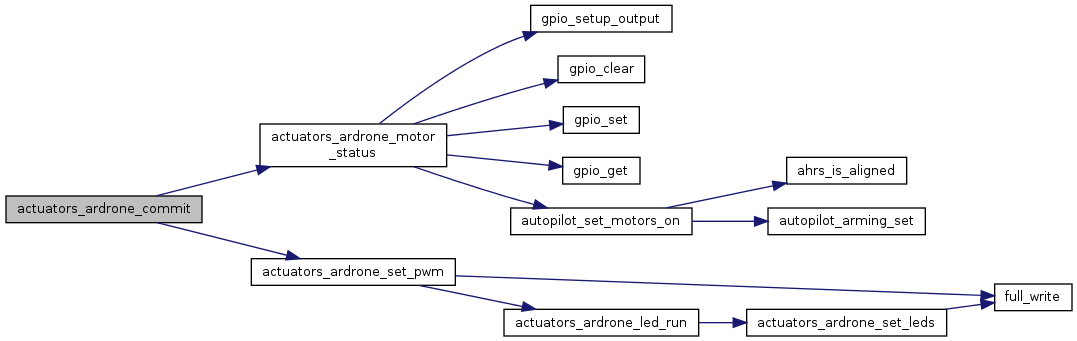 gpio_setup_output
gpio_clear
gpio_set
actuators_ardrone_motor
_status
gpio_get
ahrs_is_aligned
actuators_ardrone_commit
autopilot_set_motors_on
autopilot_arming_set
actuators_ardrone_set_pwm
full_write
actuators_ardrone_led_run
actuators_ardrone_set_leds